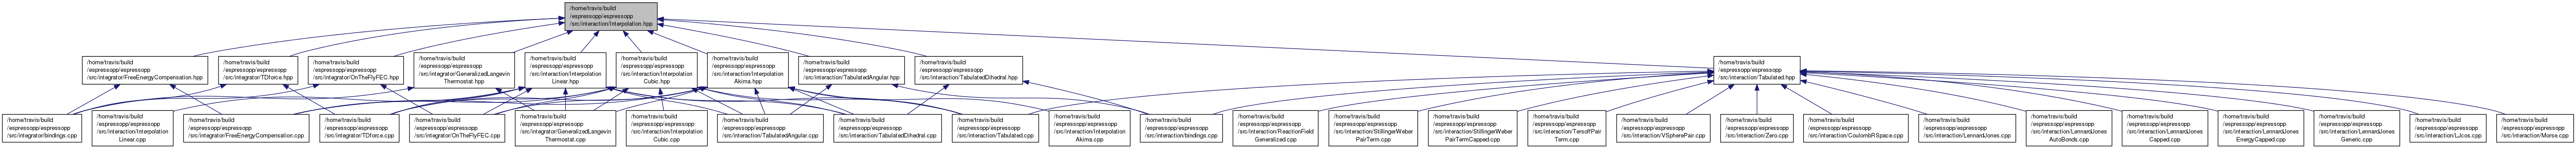 /home/travis/build
/espressopp/espressopp
/src/interaction/Interpolation.hpp
/home/travis/build
/espressopp/espressopp
/src/integrator/FreeEnergyCompensation.hpp
/home/travis/build
/espressopp/espressopp
/src/integrator/TDforce.hpp
/home/travis/build
/espressopp/espressopp
/src/integrator/OnTheFlyFEC.hpp
/home/travis/build
/espressopp/espressopp
/src/integrator/GeneralizedLangevin
Thermostat.hpp
/home/travis/build
/espressopp/espressopp
/src/interaction/Interpolation
Linear.hpp
/home/travis/build
/espressopp/espressopp
/src/interaction/Interpolation
Cubic.hpp
/home/travis/build
/espressopp/espressopp
/src/interaction/Interpolation
Akima.hpp
/home/travis/build
/espressopp/espressopp
/src/interaction/TabulatedAngular.hpp
/home/travis/build
/espressopp/espressopp
/src/interaction/TabulatedDihedral.hpp
/home/travis/build
/espressopp/espressopp
/src/interaction/Tabulated.hpp
/home/travis/build
/espressopp/espressopp
/src/integrator/bindings.cpp
/home/travis/build
/espressopp/espressopp
/src/interaction/Interpolation
Linear.cpp
/home/travis/build
/espressopp/espressopp
/src/integrator/FreeEnergyCompensation.cpp
/home/travis/build
/espressopp/espressopp
/src/integrator/TDforce.cpp
/home/travis/build
/espressopp/espressopp
/src/integrator/OnTheFlyFEC.cpp
/home/travis/build
/espressopp/espressopp
/src/integrator/GeneralizedLangevin
Thermostat.cpp
/home/travis/build
/espressopp/espressopp
/src/interaction/Interpolation
Cubic.cpp
/home/travis/build
/espressopp/espressopp
/src/interaction/TabulatedAngular.cpp
/home/travis/build
/espressopp/espressopp
/src/interaction/TabulatedDihedral.cpp
/home/travis/build
/espressopp/espressopp
/src/interaction/Tabulated.cpp
/home/travis/build
/espressopp/espressopp
/src/interaction/Interpolation
Akima.cpp
/home/travis/build
/espressopp/espressopp
/src/interaction/bindings.cpp
/home/travis/build
/espressopp/espressopp
/src/interaction/ReactionField
Generalized.cpp
/home/travis/build
/espressopp/espressopp
/src/interaction/StillingerWeber
PairTerm.cpp
/home/travis/build
/espressopp/espressopp
/src/interaction/StillingerWeber
PairTermCapped.cpp
/home/travis/build
/espressopp/espressopp
/src/interaction/TersoffPair
Term.cpp
/home/travis/build
/espressopp/espressopp
/src/interaction/VSpherePair.cpp
/home/travis/build
/espressopp/espressopp
/src/interaction/Zero.cpp
/home/travis/build
/espressopp/espressopp
/src/interaction/CoulombRSpace.cpp
/home/travis/build
/espressopp/espressopp
/src/interaction/LennardJones.cpp
/home/travis/build
/espressopp/espressopp
/src/interaction/LennardJones
AutoBonds.cpp
/home/travis/build
/espressopp/espressopp
/src/interaction/LennardJones
Capped.cpp
/home/travis/build
/espressopp/espressopp
/src/interaction/LennardJones
EnergyCapped.cpp
/home/travis/build
/espressopp/espressopp
/src/interaction/LennardJones
Generic.cpp
/home/travis/build
/espressopp/espressopp
/src/interaction/LJcos.cpp
/home/travis/build
/espressopp/espressopp
/src/interaction/Morse.cpp